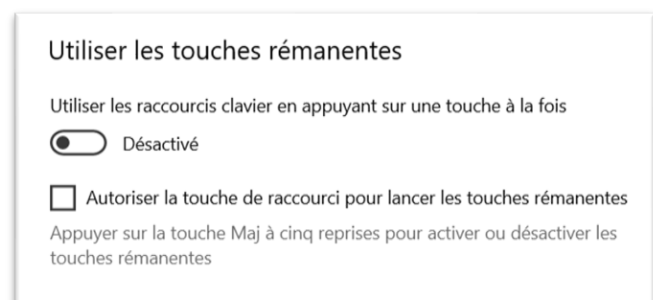 Utiliser les touches rémanentes
Utiliser les raccourcis clavier en appuyant sur une touche à la fois
Désactivé
Autoriser la touche de raccourci pour lancer les touches rémanentes
Appuyer sur la touche Maj à cinq reprises pour activer ou désactiver les
touches rémanentes